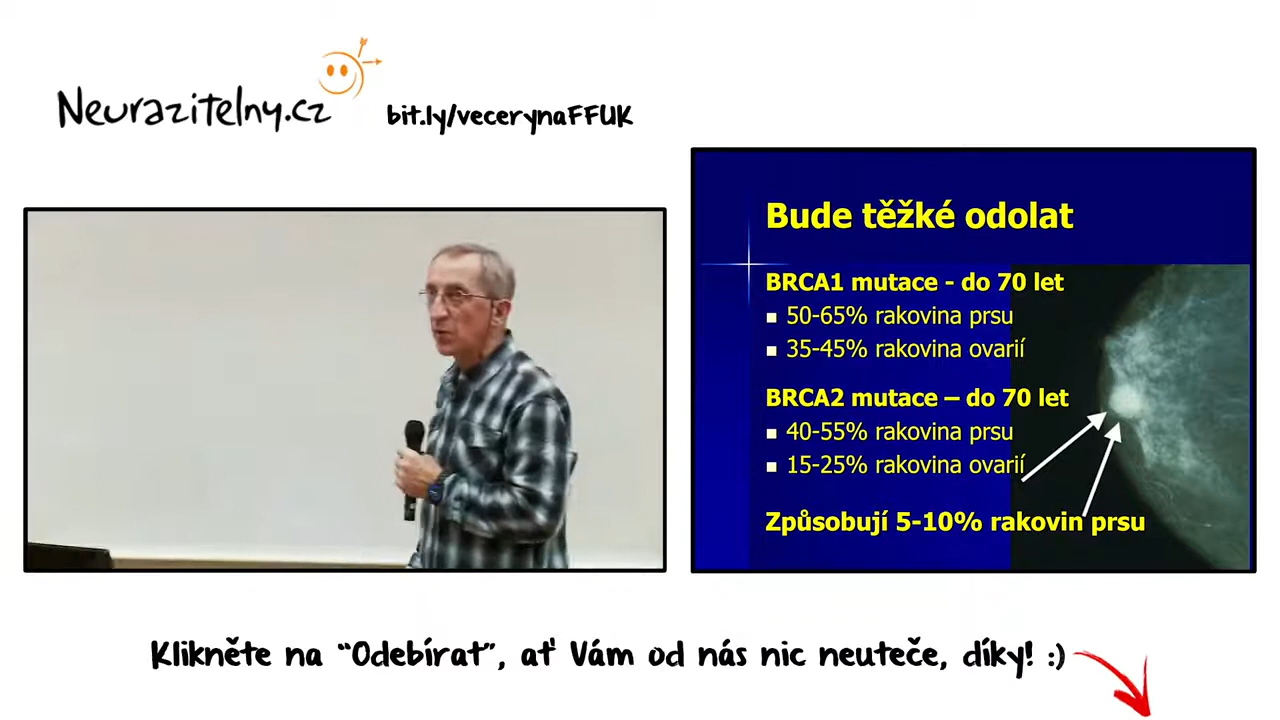 Neurazitelny.cz
bit.ly/vecerynaFFUK
Bude těžké odolat
BRCA1 mutace - do 70 let
50-65% rakovina prsu
35-45% rakovina ovarií
BRCA2 mutace – do 70 let
40-55% rakovina prsu
15-25% rakovina ovarií
Způsobují 5-10% rakovin prsu
Klikněte na “Odebírat”, ať Vám od nás nic neuteče, díky! :)